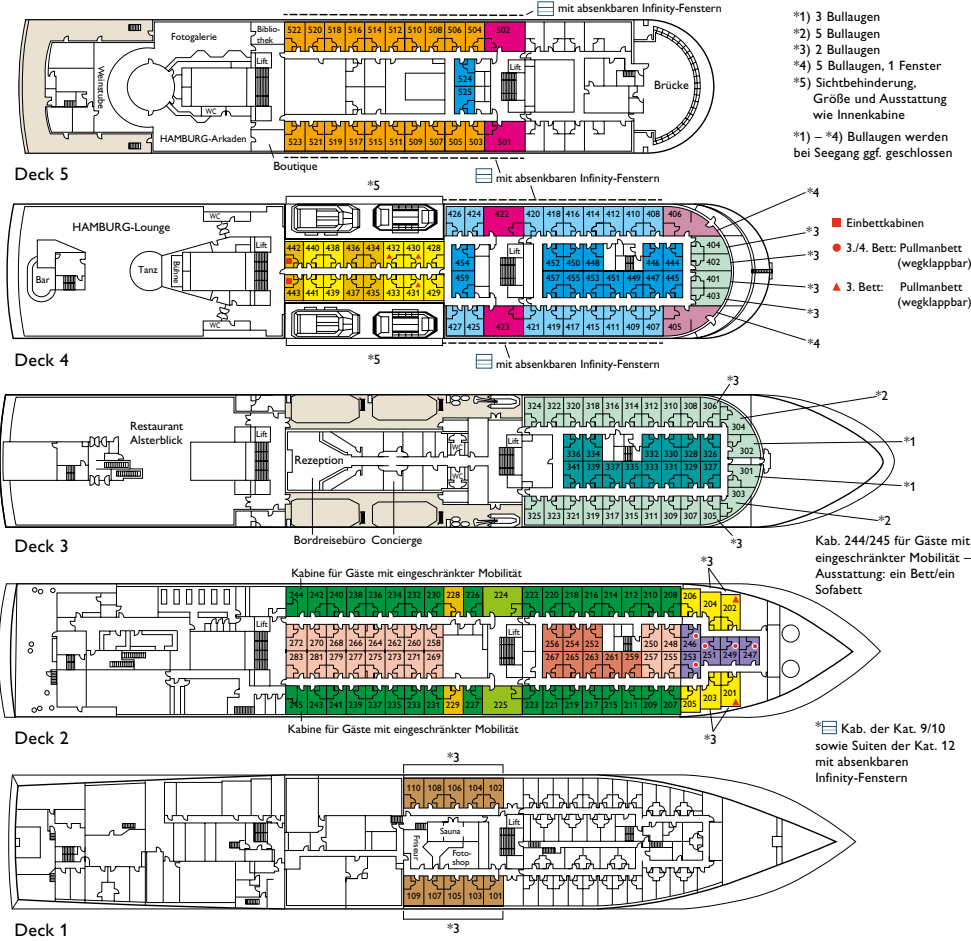 mit absenkbaren Infinity-Fenstern
*1) 3 Bullaugen
*2) 5 Bullaugen
*3) 2 Bullaugen
*4) 5 Bullaugen, 1 Fenster
*5) Sichtbehinderung,
Größe und Ausstattung
wie Innenkabine
*1) – *4) Bullaugen werden
bei Seegang ggf. geschlossen
Fotogalerie
Biblio-
thek
522 520 518 516 514 512 510 508 506 504 502
Lift
Lift
Weinstube
524
525
Brücke
WC
HAMBURG-Arkaden
523 521 519 517 515 511 509 507 505 503 501
Boutique
Deck 5
mit absenkbaren Infinity-Fenstern
*5
*4
WC
HAMBURG-Lounge
426 424 422 420 418 416 414 412 410 408 406
*3
Einbettkabinen
Lift
442 440 438 436 434 432 430 428
Lift
404
*3
3./4. Bett: Pullmanbett
(wegklappbar)
Bar
Tanz
Bühne
454
452 450 448 446 444
402
459
457 455 453 451 449 447 445
401
*3
3. Bett: Pullmanbett
(wegklappbar)
443 441 439 437 435 433 431 429
403
*3
WC
427 425 423 421 419 417 415 411 409 407 405
*4
Deck 4
*5
mit absenkbaren Infinity-Fenstern
*3
*2
Restaurant
Alsterblick
324 322 320 318 316 314 312 310 308 306
304
Lift
WC
Lift
*1
Rezeption
336 334 332 330 328 326
302
341 339 337 335 333 331 329 327
301
WC
*1
303
325 323 321 319 317 315 311 309 307 305
*2
Deck 3
Bordreisebüro Concierge
*3
Kab. 244/245 für Gäste mit
eingeschränkter Mobilität –
Ausstattung: ein Bett/ein
Sofabett
Kabine für Gäste mit eingeschränkter Mobilität
*3
244 242 240 238 236 234 232 230 228 226 224 222 220 218 216 214 212 210 208 206 204 202
Lift
Lift
272 270 268 266 264 262 260 258
256 254 252 250 248 246
283 281 279 277 275 273 271 269
267 265 263 261 259 257 255 253 251 249 247
245 243 241 239 237 235 233 231 229 227 225 223 221 219 217 215 211 209 207 205 203 201
Kabine für Gäste mit eingeschränkter Mobilität
*3
Deck 2
* Kab. der Kat. 9/10
sowie Suiten der Kat. 12
mit absenkbaren
Infinity-Fenstern
*3
110 108 106 104 102
Sauna
Lift
Friseur
Foto-
shop
109 107 105 103 101
*3
Deck 1